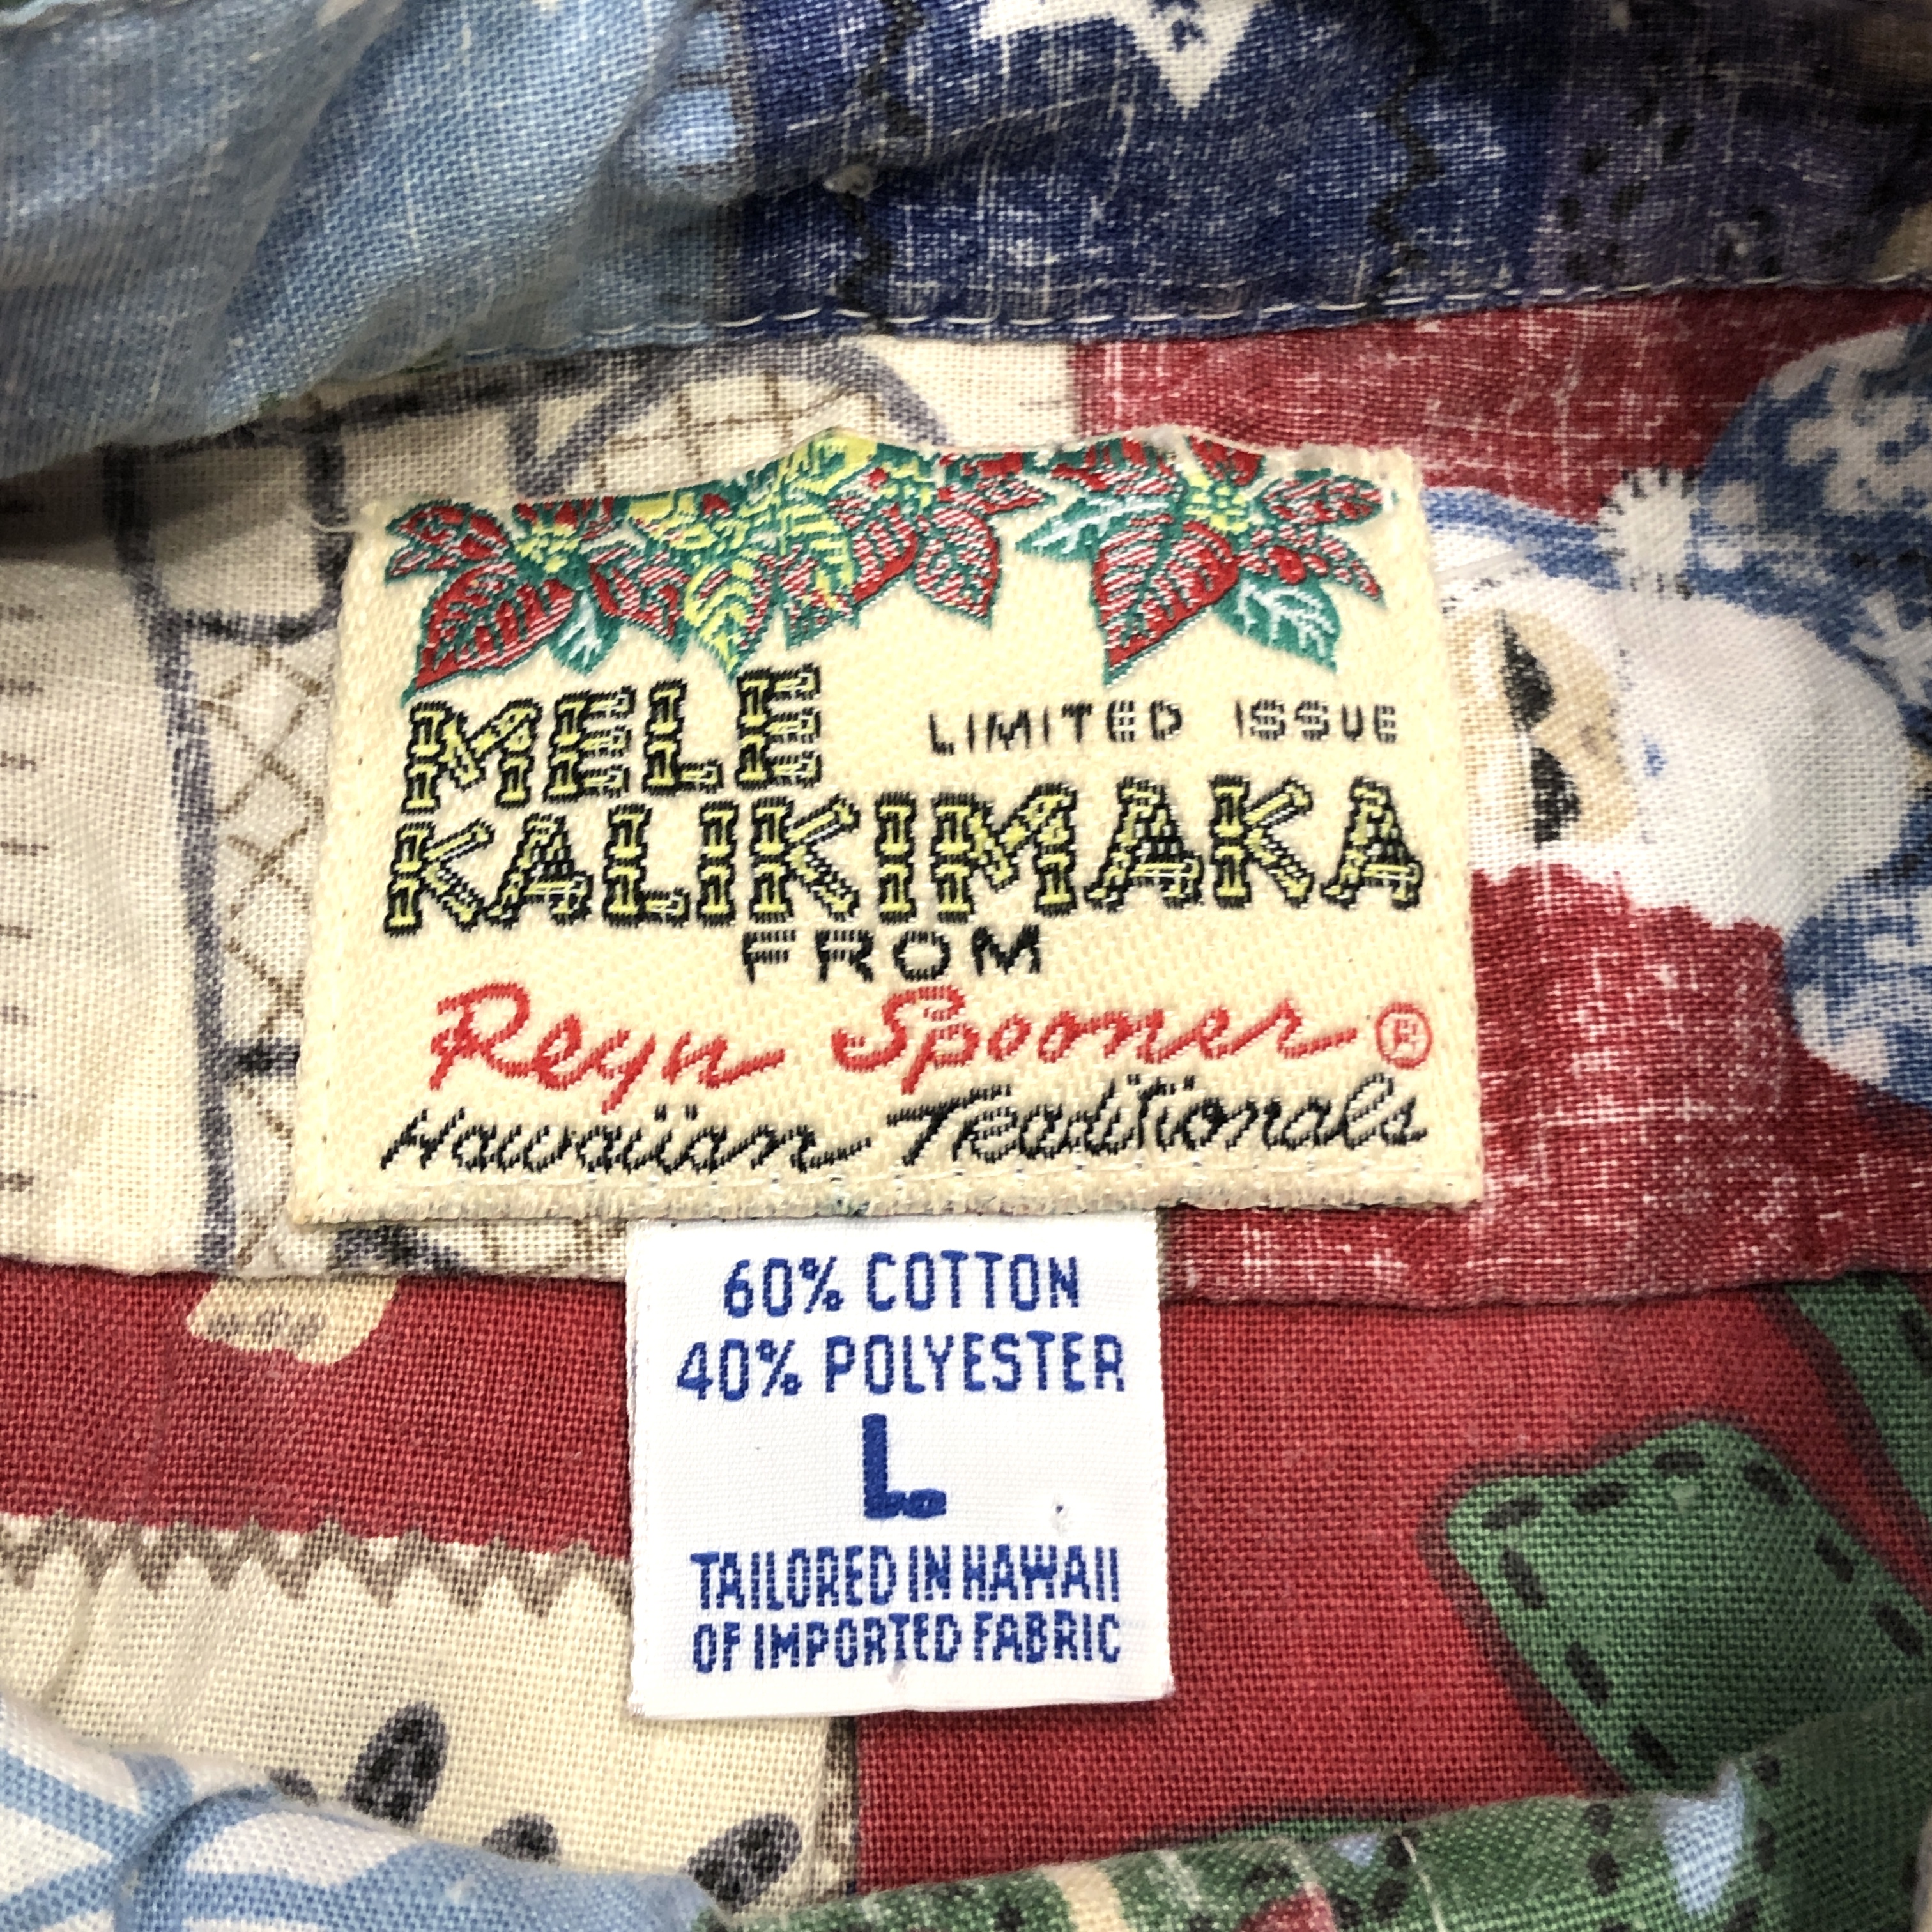 MELE LIMITED ISSUE
KALIKIMAKA
FROM
Reyn Spooner®
Hawaiian Traditionals
60% COTTON
40% POLYESTER
L
TAILORED IN HAWAII
OF IMPORTED FABRIC